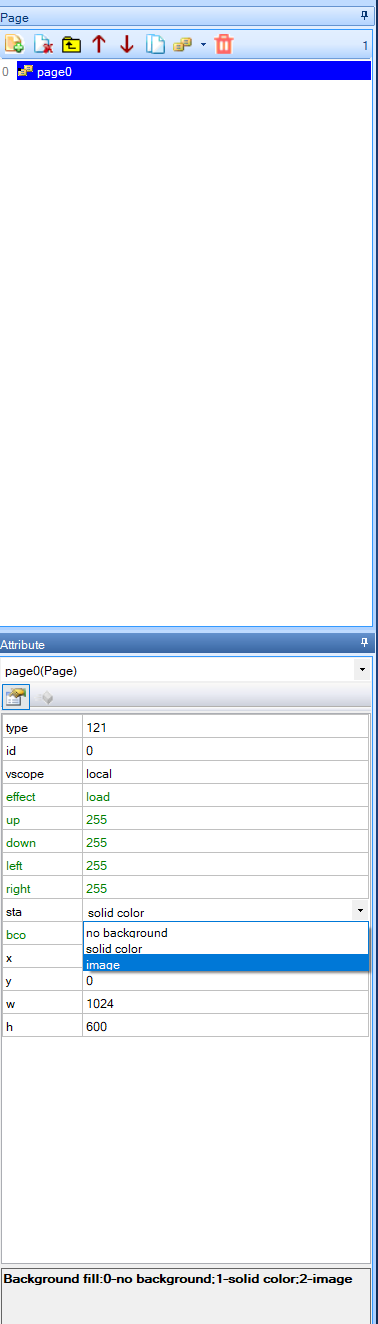 Page
1
0 page0
Attribute
page0(Page)
type 121
id 0
vscope local
effect load
up 255
down 255
left 255
right 255
sta solid color
bco no background
solid color
x image
y 0
w 1024
h 600
Background fill:0-no background;1-solid color;2-image